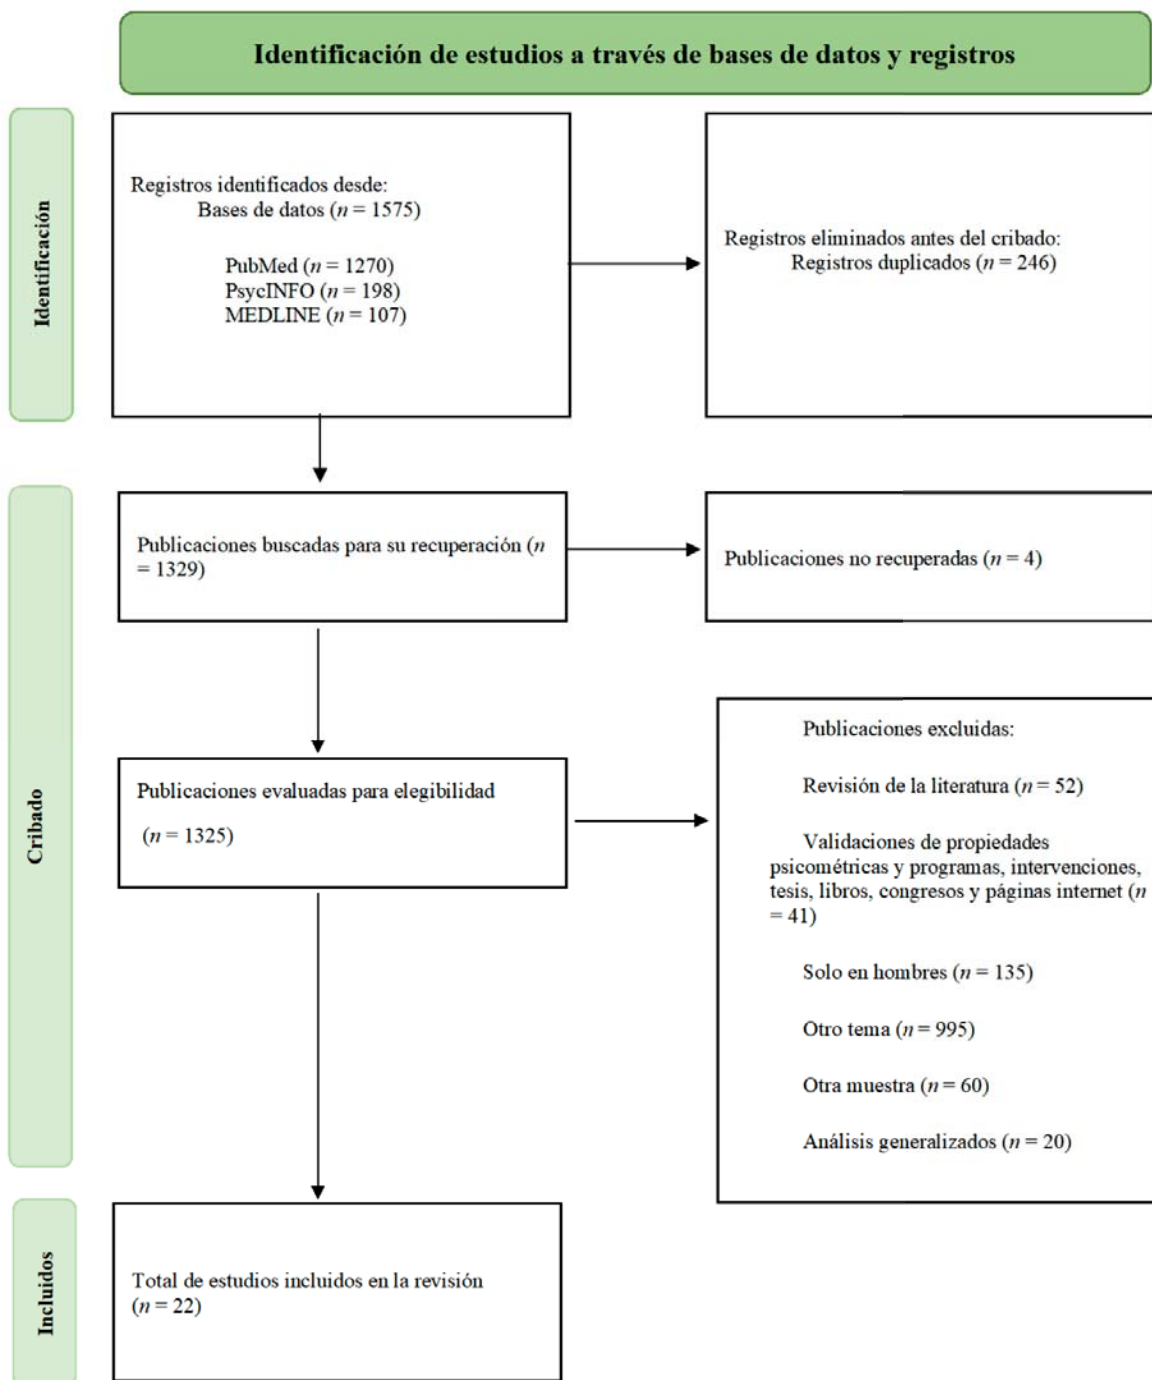 Identificación de estudios a través de bases de datos y registros
Identificación
Registros identificados desde:
Bases de datos (n = 1575)
PubMed (n = 1270)
PsycINFO (n = 198)
MEDLINE (n = 107)
Registros eliminados antes del cribado:
Registros duplicados (n = 246)
Cribado
Publicaciones buscadas para su recuperación (n
= 1329)
Publicaciones no recuperadas (n = 4)
Publicaciones evaluadas para elegibilidad
(n = 1325)
Publicaciones excluidas:
Revisión de la literatura (n = 52)
Validaciones de propiedades
psicométricas y programas, intervenciones,
tesis, libros, congresos y páginas internet (n
= 41)
Solo en hombres (n = 135)
Otro tema (n = 995)
Otra muestra (n = 60)
Análisis generalizados (n = 20)
Incluidos
Total de estudios incluidos en la revisión
(n = 22)